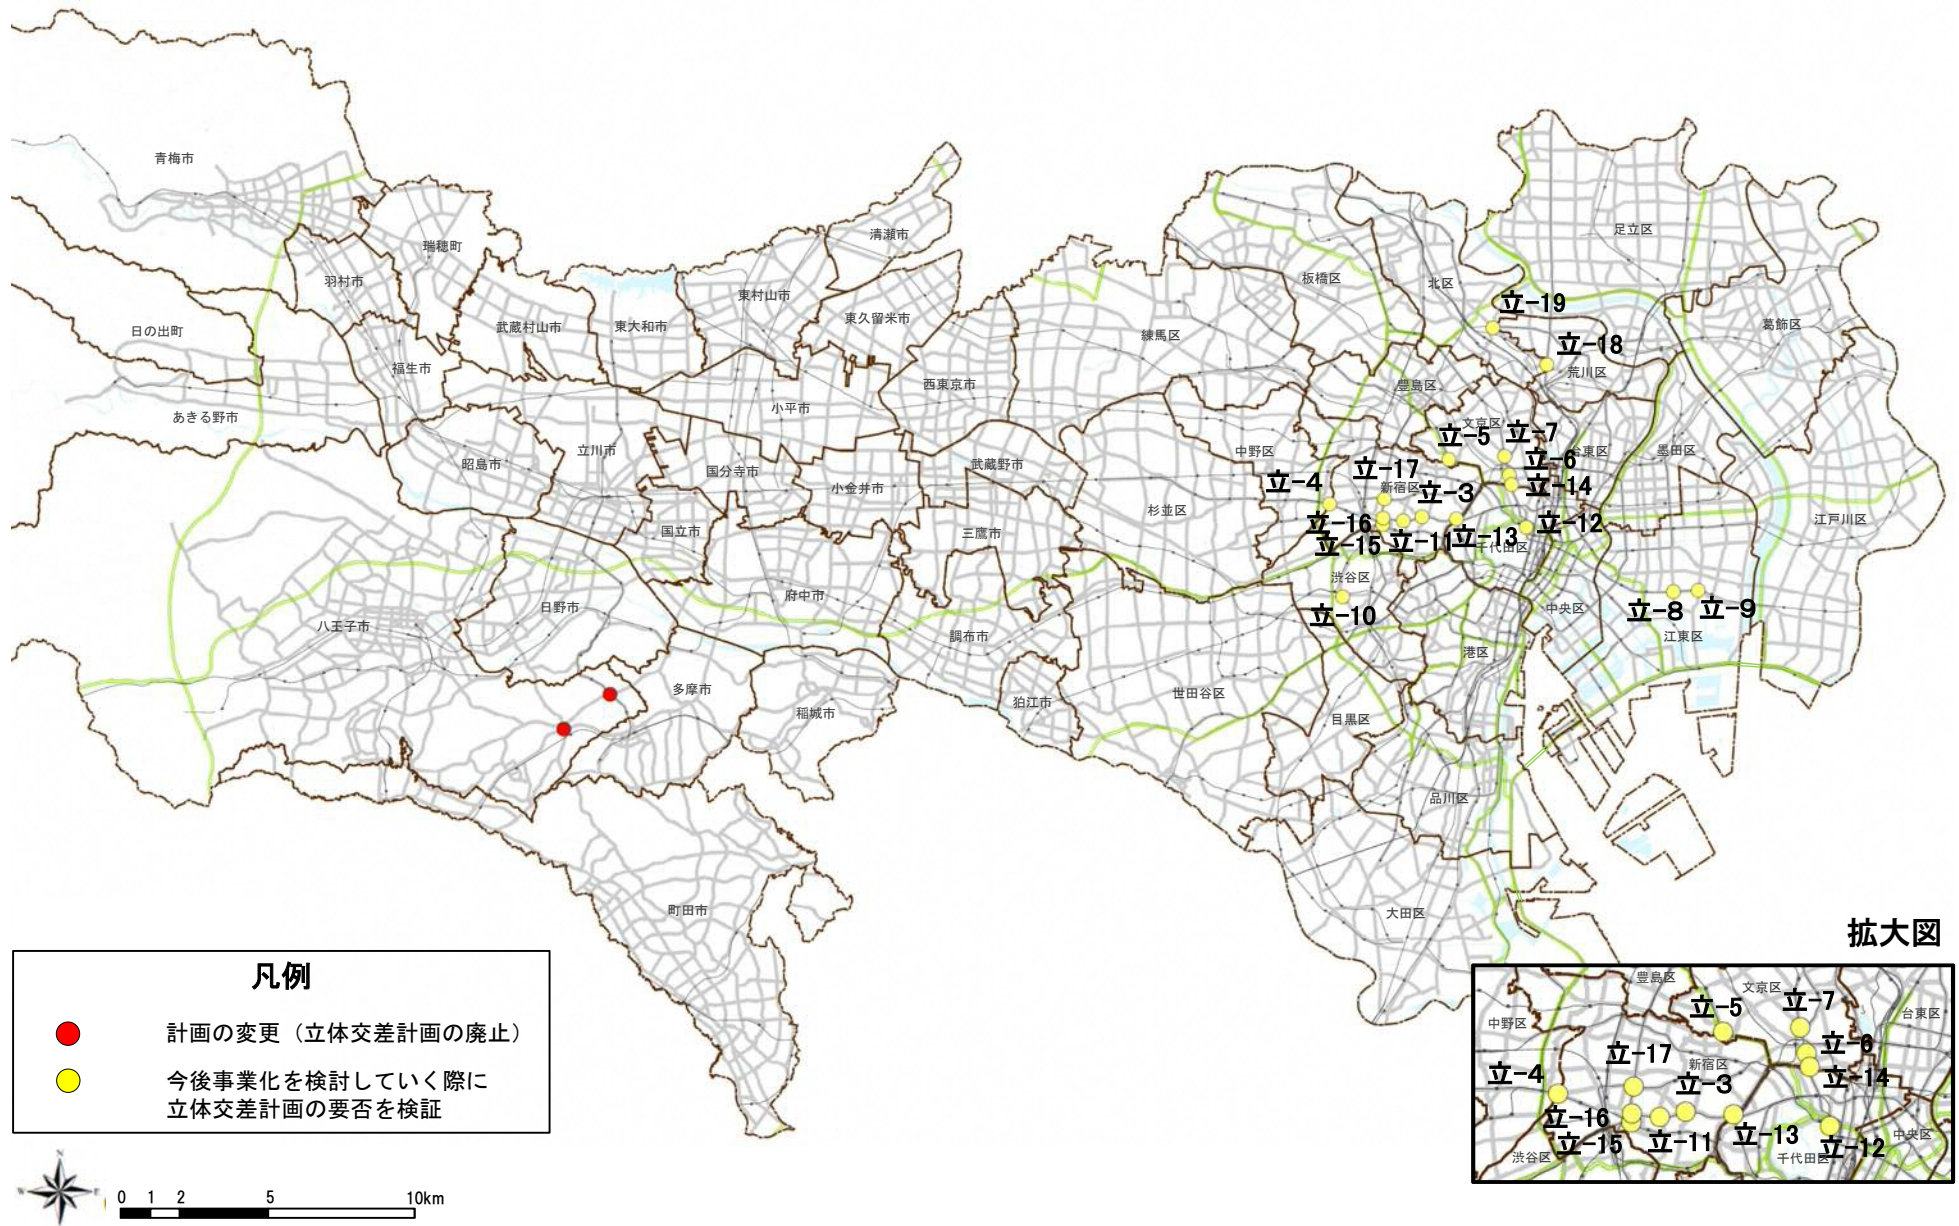 青梅市
瑞穂町
羽村市
日の出町
福生市
あきる野市
武蔵村山市
東大和市
東村山市
清瀬市
東久留米市
西東京市
小平市
昭島市
立川市
国分寺市
小金井市
武蔵野市
国立市
三鷹市
八王子市
日野市
府中市
調布市
多摩市
稲城市
狛江市
町田市
板橋区
北区
足立区
練馬区
葛飾区
立-19
立-18
荒川区
豊島区
文京区
立-5
立-7
台東区
立-6
墨田区
中野区
立-17
立-14
立-4
新宿区
立-3
杉並区
立-16
立-12
江戸川区
立-15
立-11
立-13
千代田区
渋谷区
立-10
中央区
立-8
立-9
江東区
港区
世田谷区
目黒区
品川区
大田区
拡大図
豊島区
文京区
立-5
立-7
台東区
中野区
立-17
立-6
新宿区
立-4
立-3
立-14
立-16
立-15
立-11
立-13
立-12
中央区
渋谷区
千代田区
凡例
計画の変更（立体交差計画の廃止）
今後事業化を検討していく際に
立体交差計画の要否を検証
N
W
E
0 1 2 5 10km